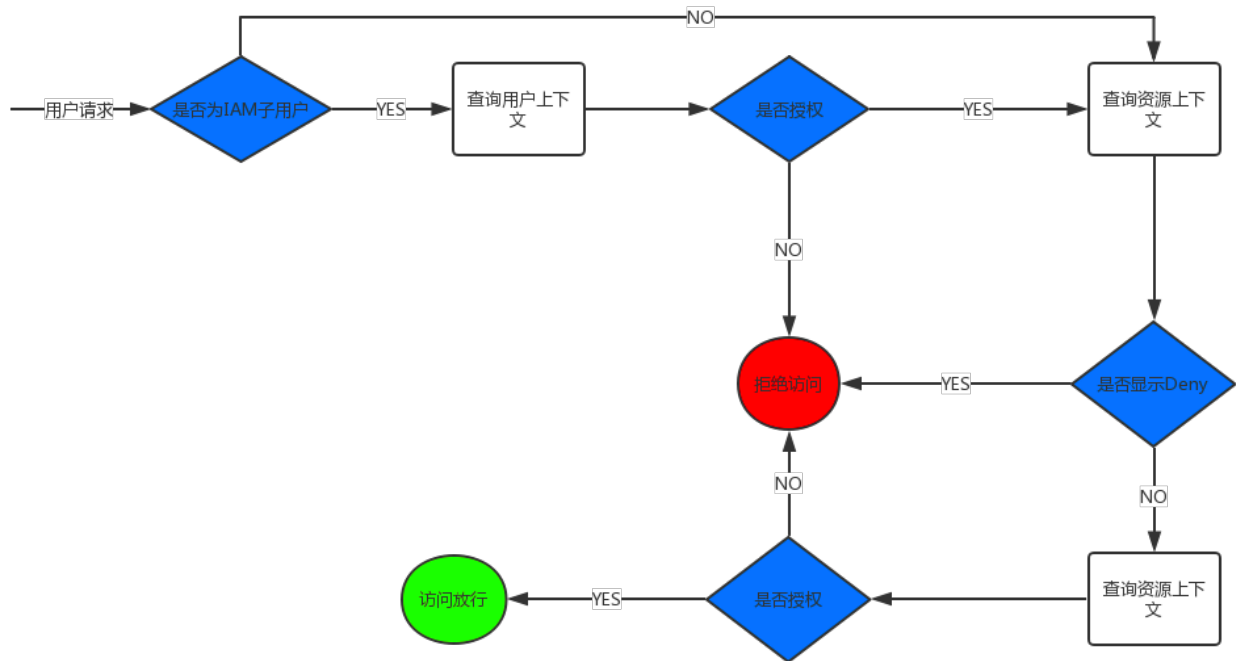 NO
用户请求
是否为IAM子用户
YES
查询用户上下
文
是否授权
YES
查询资源上下
文
NO
拒绝访问
YES
是否显示Deny
NO
NO
访问放行
YES
是否授权
查询资源上下
文